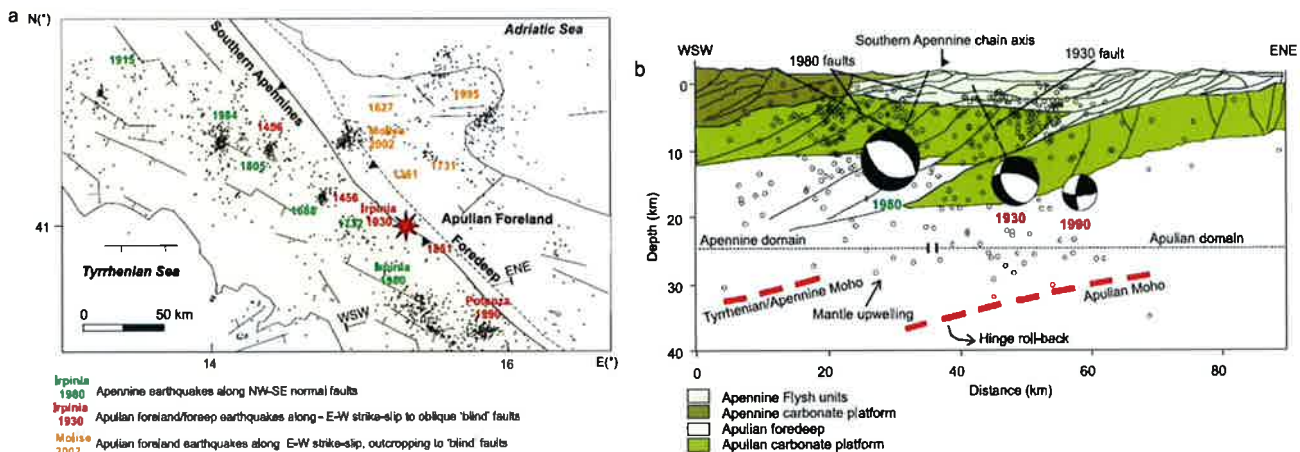 a
N(°)
Adriatic Sea
Southern Apennines
1915
1995
1627
1984
1456
Molise
2002
1805
1731
1361
1456
1688
Irpinia
1930
1732
Apulian Foreland
41
Foredeep
1851
Tyrrhenian Sea
Irpinia
1980
ENE
Potenza
1990
WSW
0
50 km
14
16
E(°)
Irpinia
1980
Apennine earthquakes along NW-SE normal faults
Irpinia
1930
Apulian foreland/foreep earthquakes along ~ E-W strike-slip to oblique 'blind' faults
Molise
2002
Apulian foreland earthquakes along E-W strike-slip, outcropping to 'blind' faults
b
WSW
Southern Apennine
chain axis
ENE
1980 faults
1930 fault
0
10
20
30
40
Depth (km)
1980
1930
1990
Apennine domain
Apulian domain
Tyrrhenian/Apennine Moho
Mantle upwelling
Apulian Moho
Hinge roll-back
0
20
40
60
80
Distance (km)
Apennine Flysh units
Apennine carbonate platform
Apulian foredeep
Apulian carbonate platform